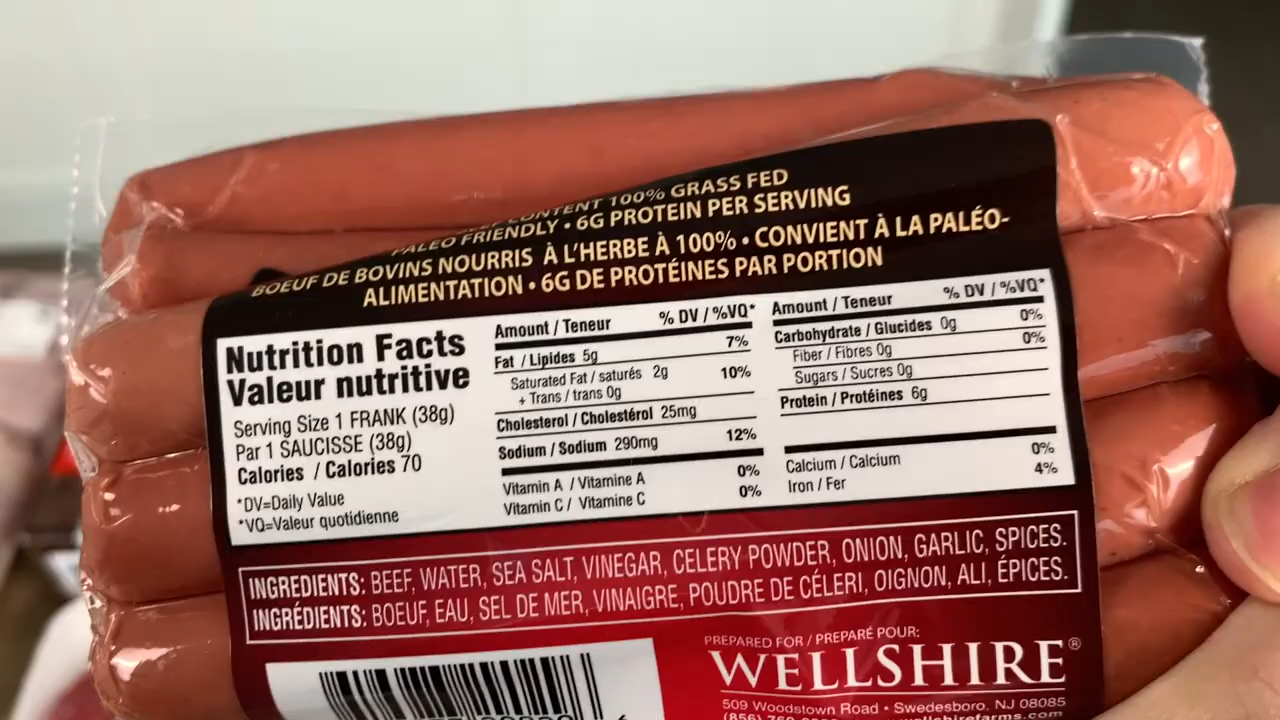 CONTENT 100% GRASS FED
PALEO FRIENDLY • 6G PROTEIN PER SERVING
BOEUF DE BOVINS NOURRIS À L'HERBE À 100% • CONVIENT À LA PALÉO-
ALIMENTATION • 6G DE PROTÉINES PAR PORTION
Nutrition Facts
Valeur nutritive
Serving Size 1 FRANK (38g)
Par 1 SAUCISSE (38g)
Calories / Calories 70
*DV=Daily Value
*VQ=Valeur quotidienne
Amount / Teneur % DV / %VQ*
Fat / Lipides 5g 7%
Saturated Fat / saturés 2g
+ Trans / trans 0g 10%
Cholesterol / Cholestérol 25mg
Sodium / Sodium 290mg 12%
Vitamin A / Vitamine A 0%
Vitamin C / Vitamine C 0%
Amount / Teneur % DV / %VQ*
Carbohydrate / Glucides 0g 0%
Fiber / Fibres 0g 0%
Sugars / Sucres 0g
Protein / Protéines 6g
Calcium / Calcium 0%
Iron / Fer 4%
INGREDIENTS: BEEF, WATER, SEA SALT, VINEGAR, CELERY POWDER, ONION, GARLIC, SPICES.
INGRÉDIENTS: BOEUF, EAU, SEL DE MER, VINAIGRE, POUDRE DE CÉLERI, OIGNON, ALI, ÉPICES.
PREPARED FOR / PREPARÉ POUR:
WELLSHIRE®
509 Woodstown Road • Swedesboro, NJ 08085